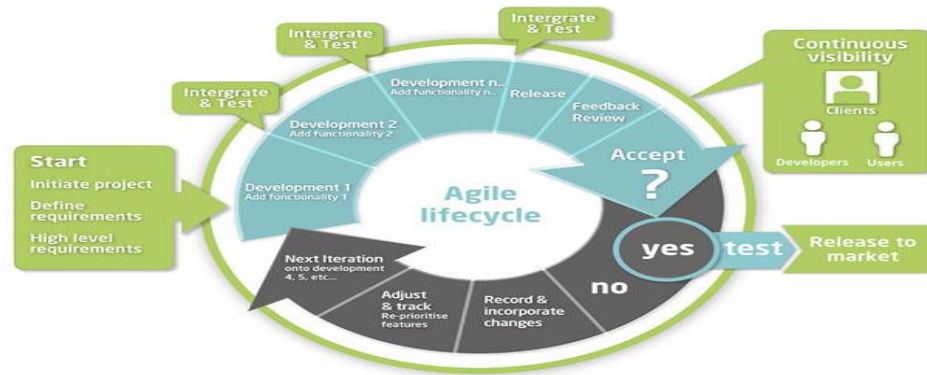 Start
Initiate project
Define
requirements
High level
requirements
Intergrate
& Test
Intergrate
& Test
Intergrate
& Test
Development 1
Add functionality 1
Development 2
Add functionality 2
Development n..
Add functionality n..
Release
Feedback
Review
Accept
?
Continuous
visibility
Clients
Developers Users
yes
test
Release to
market
no
Record &
incorporate
changes
Adjust
& track
Re-prioritise
features
Next Iteration
onto development
4, 5, etc...
Agile
lifecycle